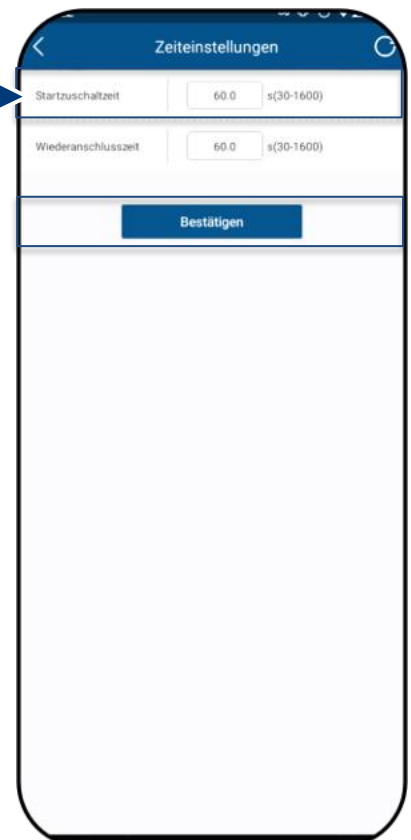 Zeiteinstellungen
Startzuschaltzeit 60.0 s(30-1600)
Wiederanschlusszeit 60.0 s(30-1600)
Bestätigen